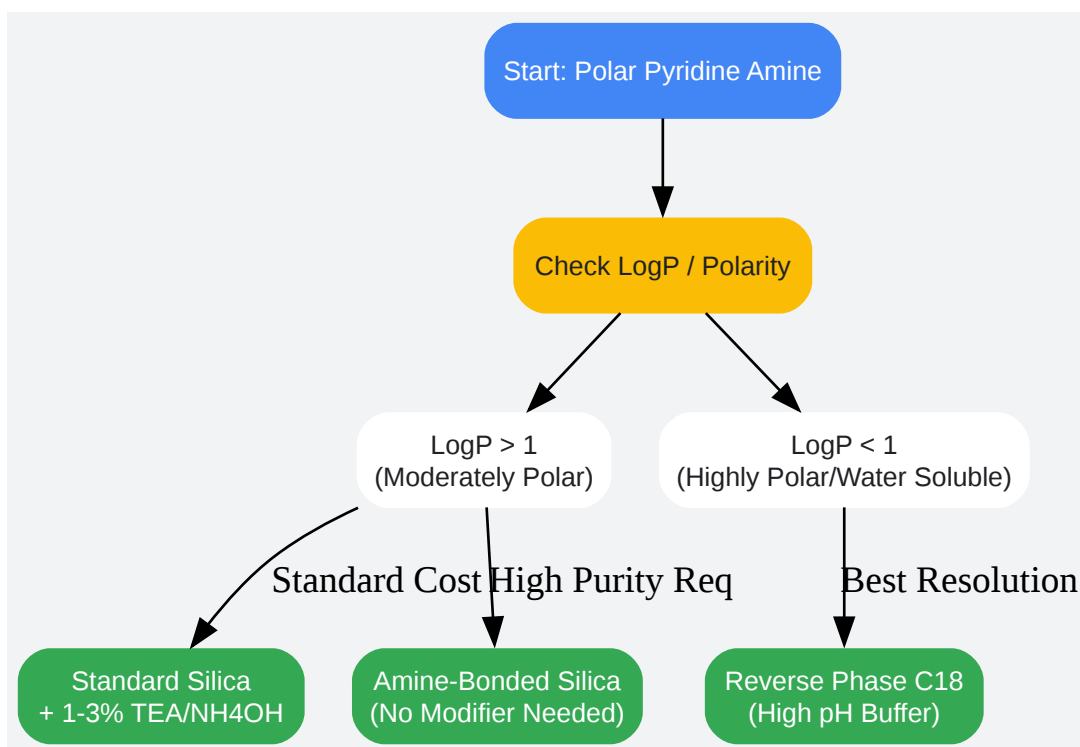 Start: Polar Pyridine Amine
Check LogP / Polarity
LogP > 1
(Moderately Polar)
LogP < 1
(Highly Polar/Water Soluble)
Standard Cost
High Purity Req
Best Resolution
Standard Silica
+ 1-3% TEA/NH4OH
Amine-Bonded Silica
(No Modifier Needed)
Reverse Phase C18
(High pH Buffer)